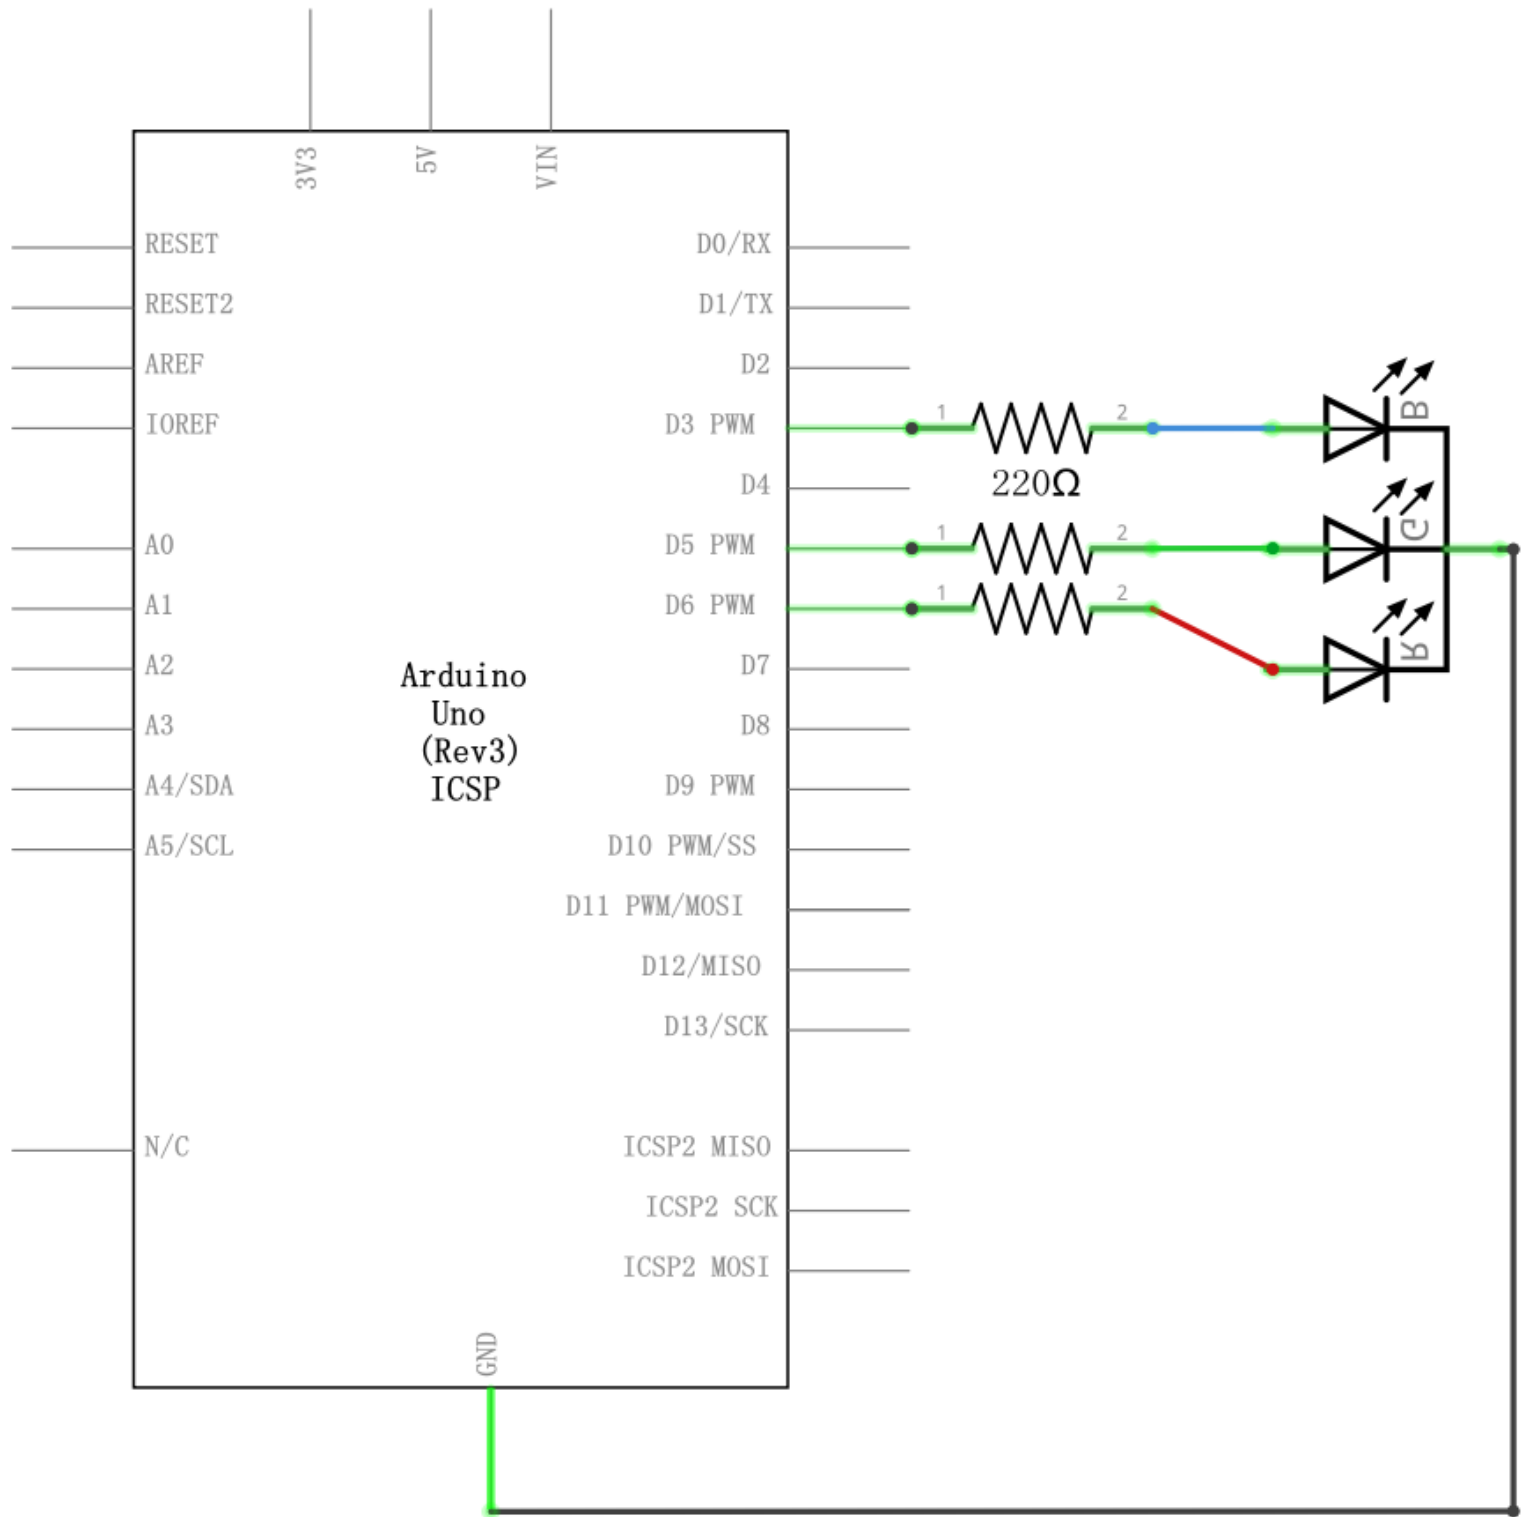 3V3
5V
VIN
RESET
D0/RX
RESET2
D1/TX
AREF
D2
IOREF
D3 PWM
1
2
B
220Ω
D4
A0
D5 PWM
1
2
G
A1
D6 PWM
1
2
R
A2
D7
Arduino
Uno
(Rev3)
ICSP
A3
D8
A4/SDA
D9 PWM
A5/SCL
D10 PWM/SS
D11 PWM/MOSI
D12/MISO
D13/SCK
N/C
ICSP2 MISO
ICSP2 SCK
ICSP2 MOSI
GND